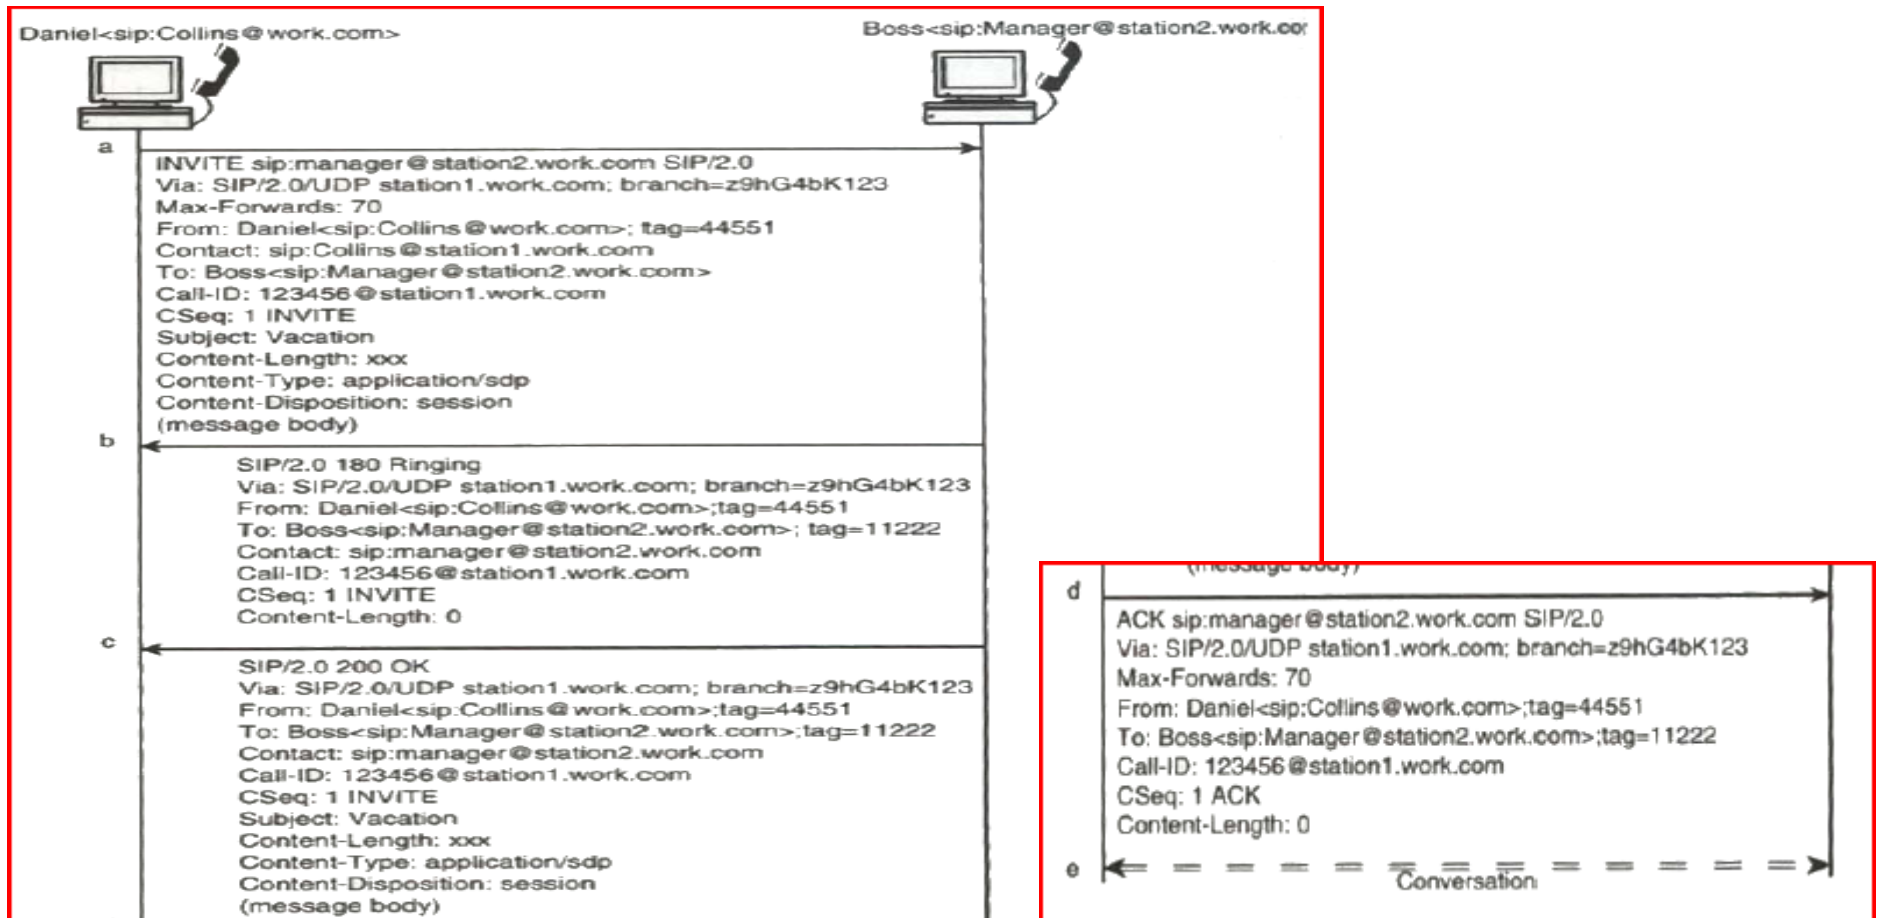 Daniel<sip:Collins@work.com>
Boss<sip:Manager@station2.work.cor
a
INVITE sip:manager@station2.work.com SIP/2.0
Via: SIP/2.0/UDP station1.work.com; branch=z9hG4bK123
Max-Forwards: 70
From: Daniel<sip:Collins@work.com>; tag=44551
Contact: sip:Collins@station1.work.com
To: Boss<sip:Manager@station2.work.com>
Call-ID: 123456@station1.work.com
CSeq: 1 INVITE
Subject: Vacation
Content-Length: xxx
Content-Type: application/sdp
Content-Disposition: session
(message body)
b
SIP/2.0 180 Ringing
Via: SIP/2.0/UDP station1.work.com; branch=z9hG4bK123
From: Daniel<sip:Collins@work.com>;tag=44551
To: Boss<sip:Manager@station2.work.com>; tag=11222
Contact: sip:manager@station2.work.com
Call-ID: 123456@station1.work.com
CSeq: 1 INVITE
Content-Length: 0
c
SIP/2.0 200 OK
Via: SIP/2.0/UDP station1.work.com; branch=z9hG4bK123
From: Daniel<sip:Collins@work.com>;tag=44551
To: Boss<sip:Manager@station2.work.com>;tag=11222
Contact: sip:manager@station2.work.com
Call-ID: 123456@station1.work.com
CSeq: 1 INVITE
Subject: Vacation
Content-Length: xxx
Content-Type: application/sdp
Content-Disposition: session
(message body)
(message body)
d
ACK sip:manager@station2.work.com SIP/2.0
Via: SIP/2.0/UDP station1.work.com; branch=z9hG4bK123
Max-Forwards: 70
From: Daniel<sip:Collins@work.com>;tag=44551
To: Boss<sip:Manager@station2.work.com>;tag=11222
Call-ID: 123456@station1.work.com
CSeq: 1 ACK
Content-Length: 0
e
Conversation